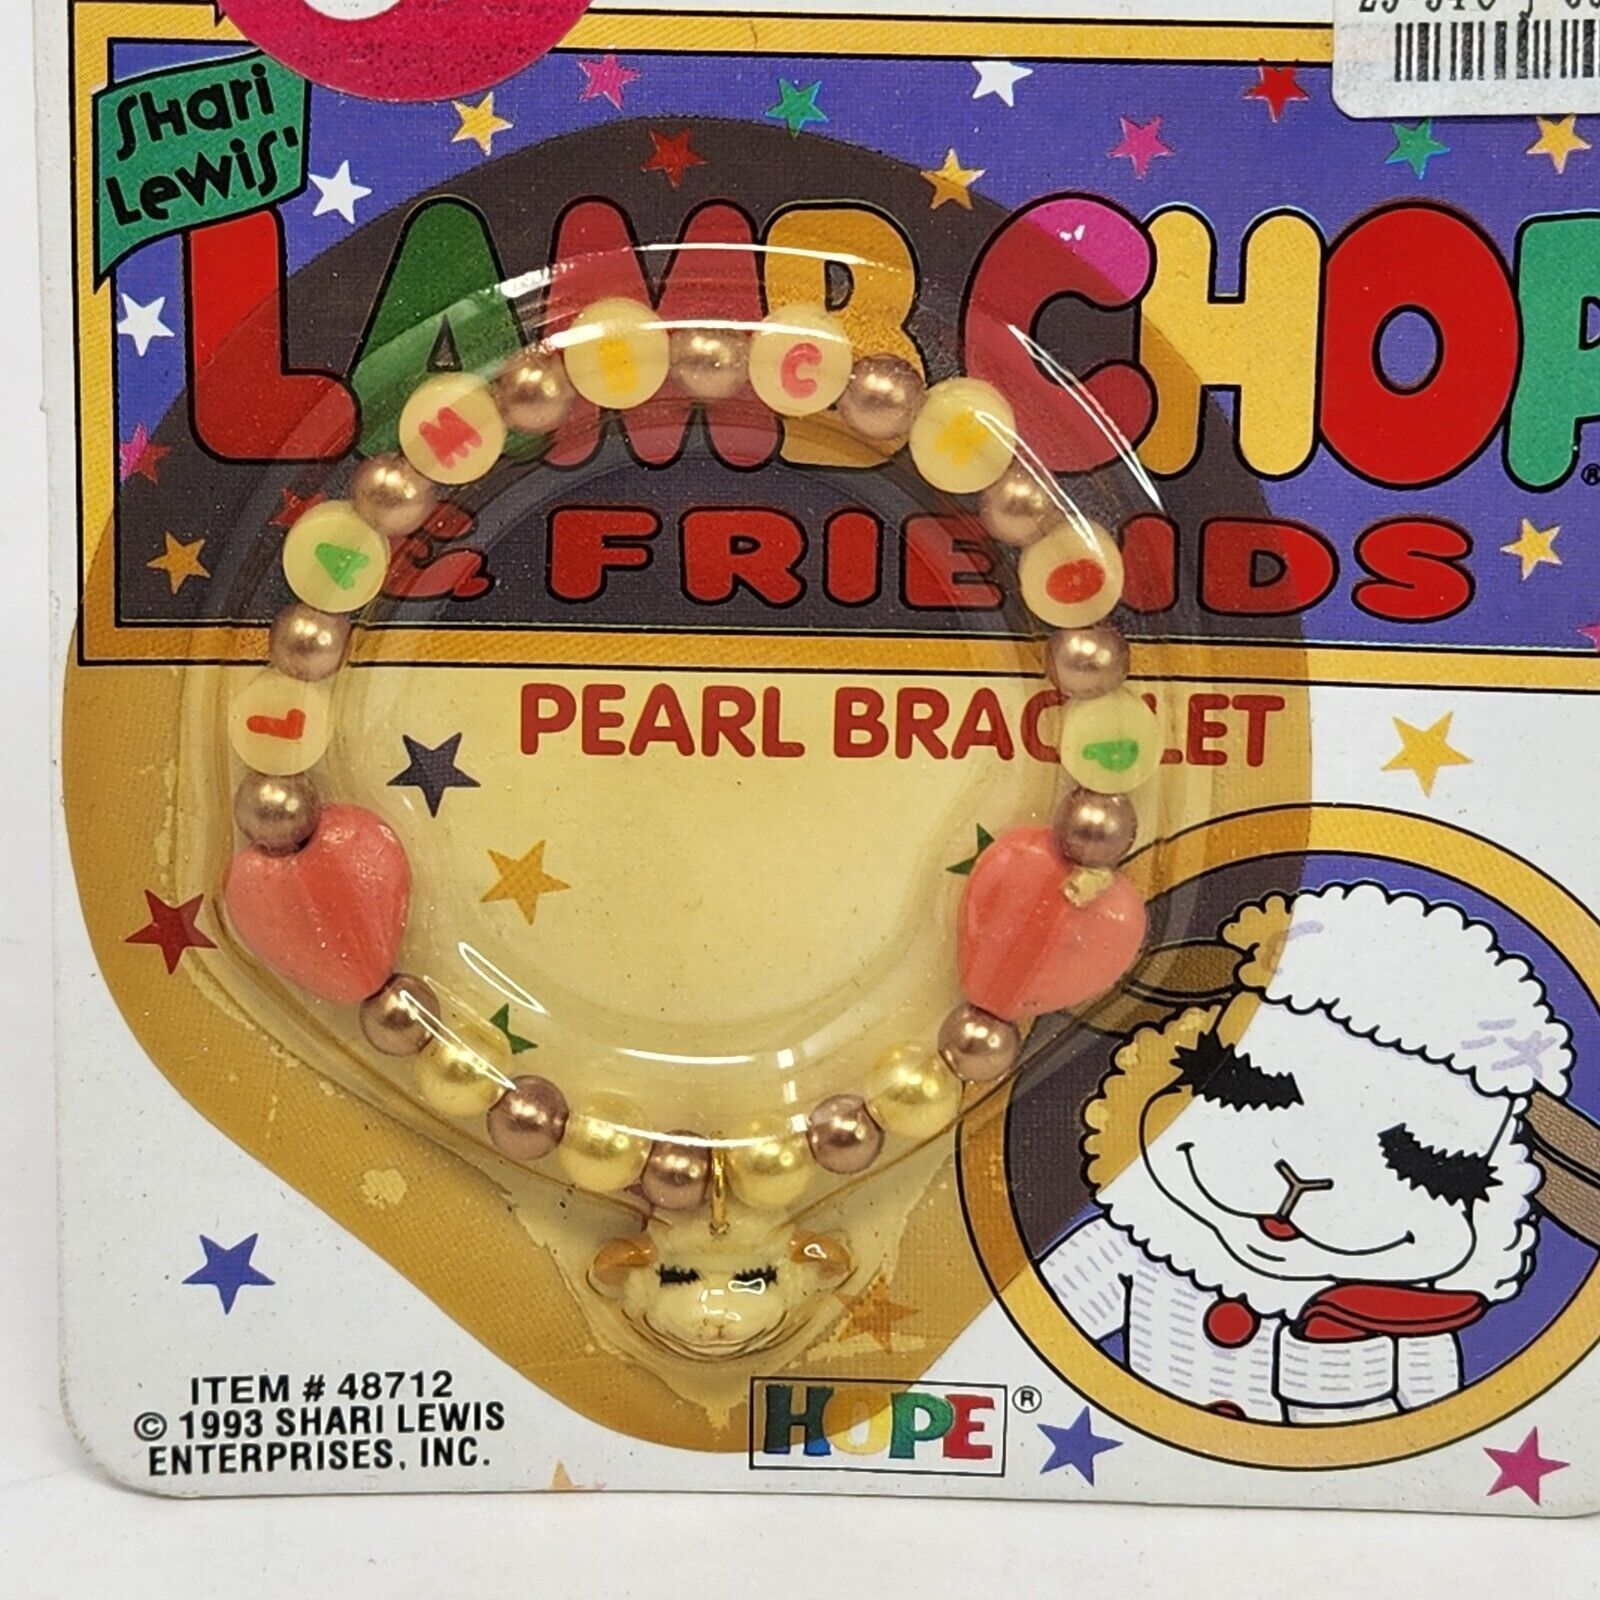 Shari
Lewis'
LAMB CHOP®
& FRIENDS
PEARL BRACELET
L A M B C H O P
HOPE®
ITEM # 48712
© 1993 SHARI LEWIS
ENTERPRISES, INC.